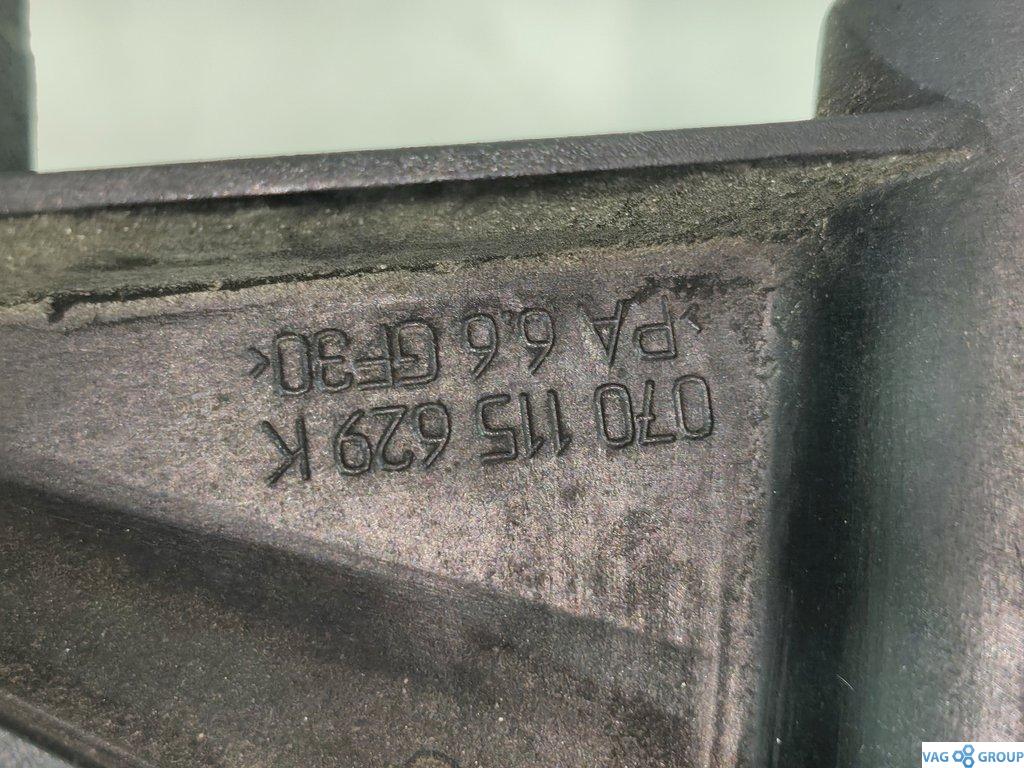 070 115 629 K
>PA 6.6 GF30<
VAG GROUP